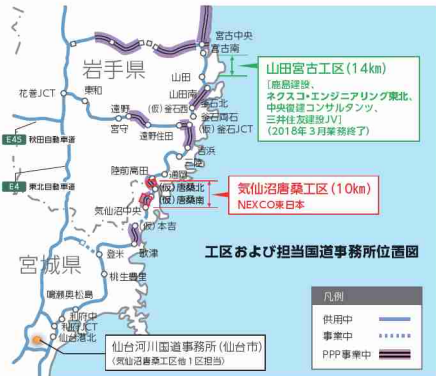 宮古中央
宮古南
岩手県
山田
山田宮古工区(14km)
[鹿島建設、
ネクスコ・エンジニアリング東北、
中央復建コンサルタンツ、
三井住友建設JV]
(2018年3月業務終了)
花巻JCT
東和
山田南
遠野
(仮)釜石西
釜石北
釜石両石
(仮)釜石JCT
宮守
遠野住田
E45
秋田自動車道
吉浜
三陸
陸前高田
通岡
E4
東北自動車道
(仮)唐桑北
(仮)唐桑南
気仙沼唐桑工区(10km)
NEXCO東日本
気仙沼中央
(仮)本吉
工区および担当国道事務所位置図
宮城県
登米
歌津
桃生豊里
鳴瀬奥松島
利府中
利府JCT
仙台港北
凡例
供用中
事業中
PPP事業中
仙台河川国道事務所(仙台市)
(気仙沼唐桑工区他1区担当)